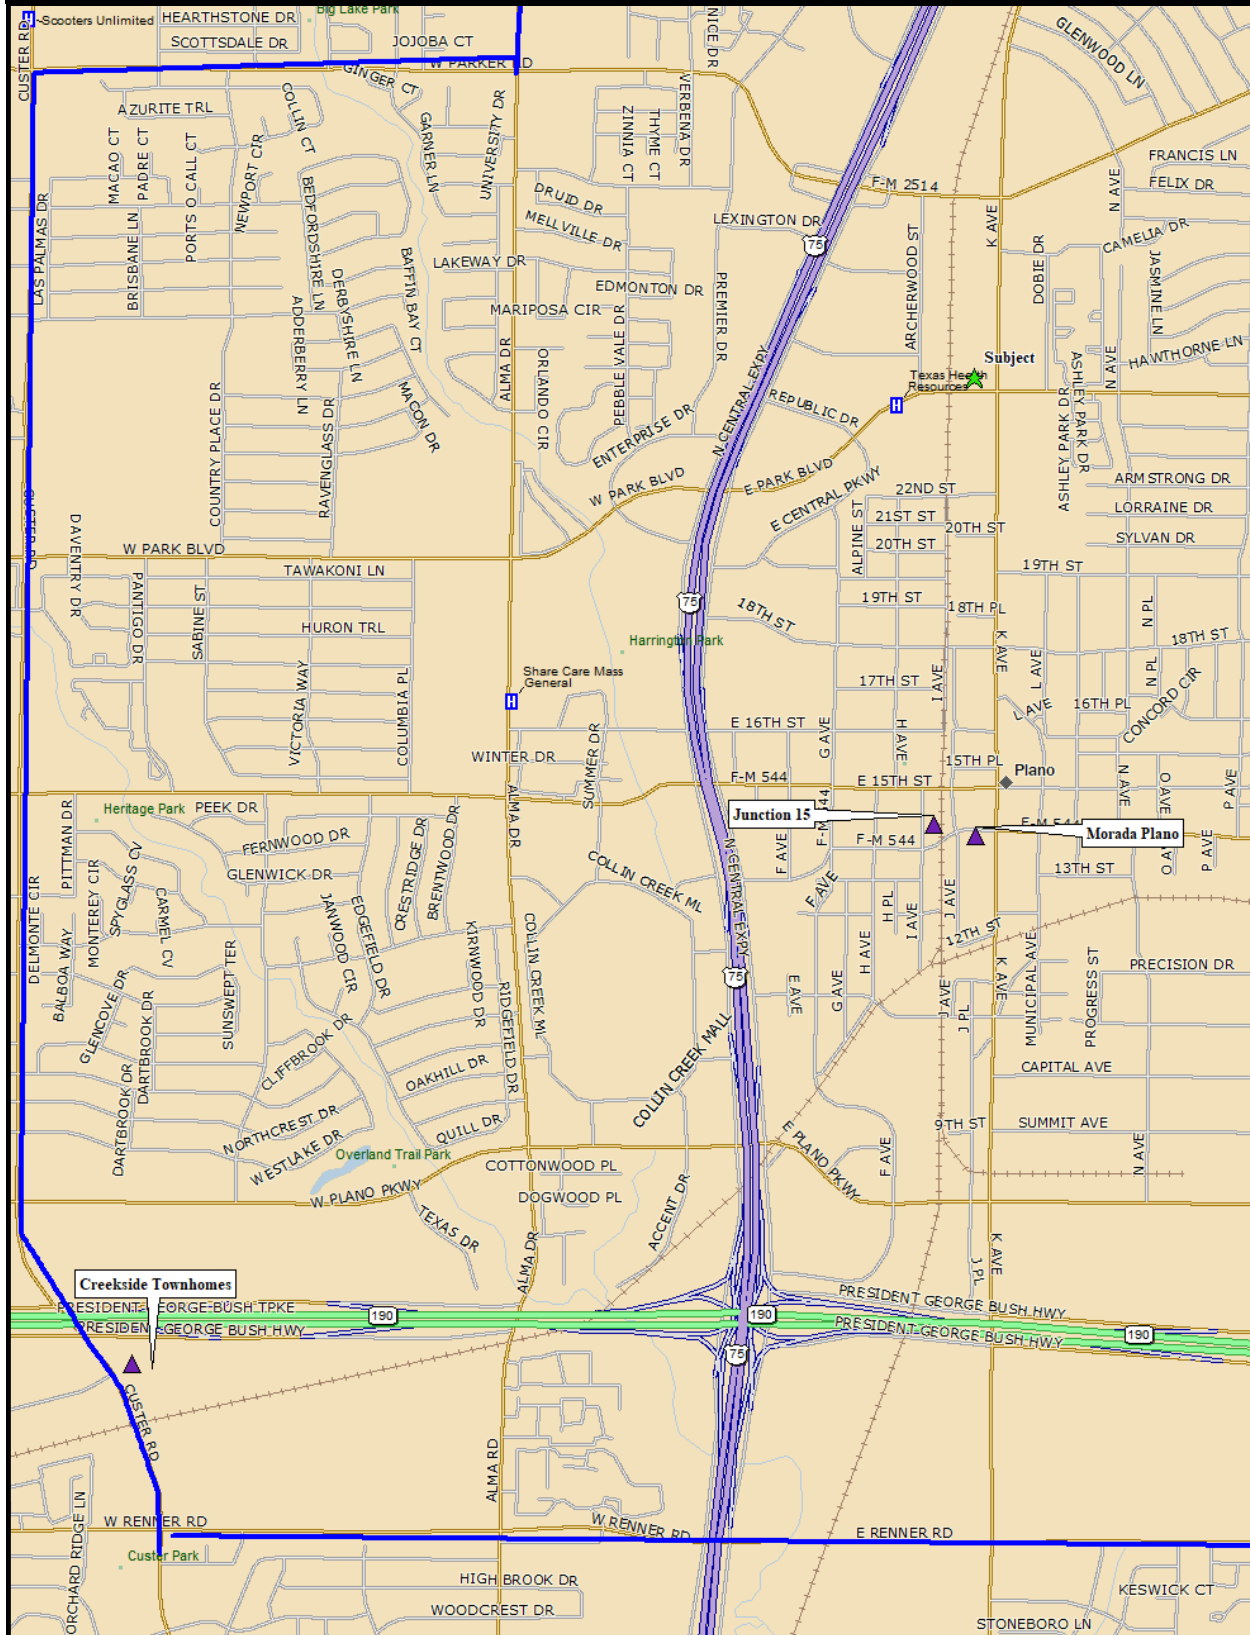 Big Lake Park
HEARTHSTONE DR
Scooters Unlimited
SCOTTSDALE DR
JOJOBA CT
GLENWOOD LN
CUSTER RD
W PARKER RD
GINGER CT
AZURITE TRL
COLLIN CT
GARNER LN
UNIVERSITY DR
ZINNIA CT
THYME CT
VERBENA DR
MACAO CT
PADRE CT
PORTS O CALL CT
NEWPORT CIR
FRANCIS LN
FELIX DR
F-M 2514
N AVE
LAS PALMAS DR
BRISBANE LN
BEDFORDSHIRE LN
DRUID DR
MELLVILLE DR
LEXINGTON DR
75
K AVE
CAMELIA DR
LAKEWAY DR
BAFFIN BAY CT
DERBYSHIRE LN
ADDERBERRY LN
EDMONTON DR
MARIPOSA CIR
PREMIER DR
ARCHERWOOD ST
DOBIE DR
JASMINE LN
HAWTHORNE LN
ALMA DR
ORLANDO CIR
PEBBLE VALE DR
N CENTRAL EXPY
Subject
Texas Health
Resources
H
N AVE
ASHLEY PARK DR
ASHLEY PARK DR
COUNTRY PLACE DR
RAVENGLASS DR
MACON DR
ENTERPRISE DR
REPUBLIC DR
W PARK BLVD
E PARK BLVD
E CENTRAL PKWY
22ND ST
ARMSTRONG DR
LORRAINE DR
21ST ST
20TH ST
20TH ST
SYLVAN DR
ALPINE ST
DAVENTRY DR
W PARK BLVD
TAWAKONI LN
19TH ST
PANTIGO DR
SABINE ST
75
18TH ST
19TH ST
18TH PL
N PL
HURON TRL
Harrington Park
18TH ST
K AVE
L AVE
N PL
VICTORIA WAY
COLUMBIA PL
Share Care Mass
General
H
17TH ST
I AVE
L AVE
16TH PL
CONCORD CIR
E 16TH ST
G AVE
H AVE
WINTER DR
SUMMER DR
15TH PL
Plano
F-M 544
E 15TH ST
N AVE
O AVE
P AVE
Heritage Park
PEEK DR
ALMA DR
Junction 15
Morada Plano
F-M 544
13TH ST
P AVE
PITTMAN DR
FERNWOOD DR
GLENWICK DR
CRESTRIDGE DR
BRENTWOOD DR
COLLIN CREEK ML
N CENTRAL EXPY
F AVE
F AVE
H PL
I AVE
J AVE
12TH ST
DELMONTE CIR
MONTEREY CIR
SPYGLASS CV
CARMEL CV
JANWOOD CIR
EDGEFIELD DR
BALBOA WAY
KIRNWOOD DR
COLLIN CREEK ML
H AVE
K AVE
MUNICIPAL AVE
PROGRESS ST
PRECISION DR
GLENCOVE DR
DARTBROOK DR
SUNSWEPT TER
CLIFFBROOK DR
RIDGEFIELD DR
75
E AVE
G AVE
J AVE
J PL
OAKHILL DR
COLLIN CREEK MALL
CAPITAL AVE
DARTBROOK DR
NORTHCREST DR
WESTLAKE DR
QUILL DR
9TH ST
SUMMIT AVE
Overland Trail Park
COTTONWOOD PL
E PLANO PKWY
F AVE
N AVE
W PLANO PKWY
DOGWOOD PL
ACCENT DR
TEXAS DR
ALMA DR
K AVE
J PL
Creekside Townhomes
PRESIDENT GEORGE BUSH TPKE
190
190
PRESIDENT GEORGE BUSH HWY
PRESIDENT GEORGE BUSH HWY
PRESIDENT GEORGE BUSH HWY
190
75
CUSTER RD
ALMA RD
W RENNER RD
W RENNER RD
E RENNER RD
ORCHARD RIDGE LN
Custer Park
HIGH BROOK DR
WOODCREST DR
KESWICK CT
STONEBORO LN